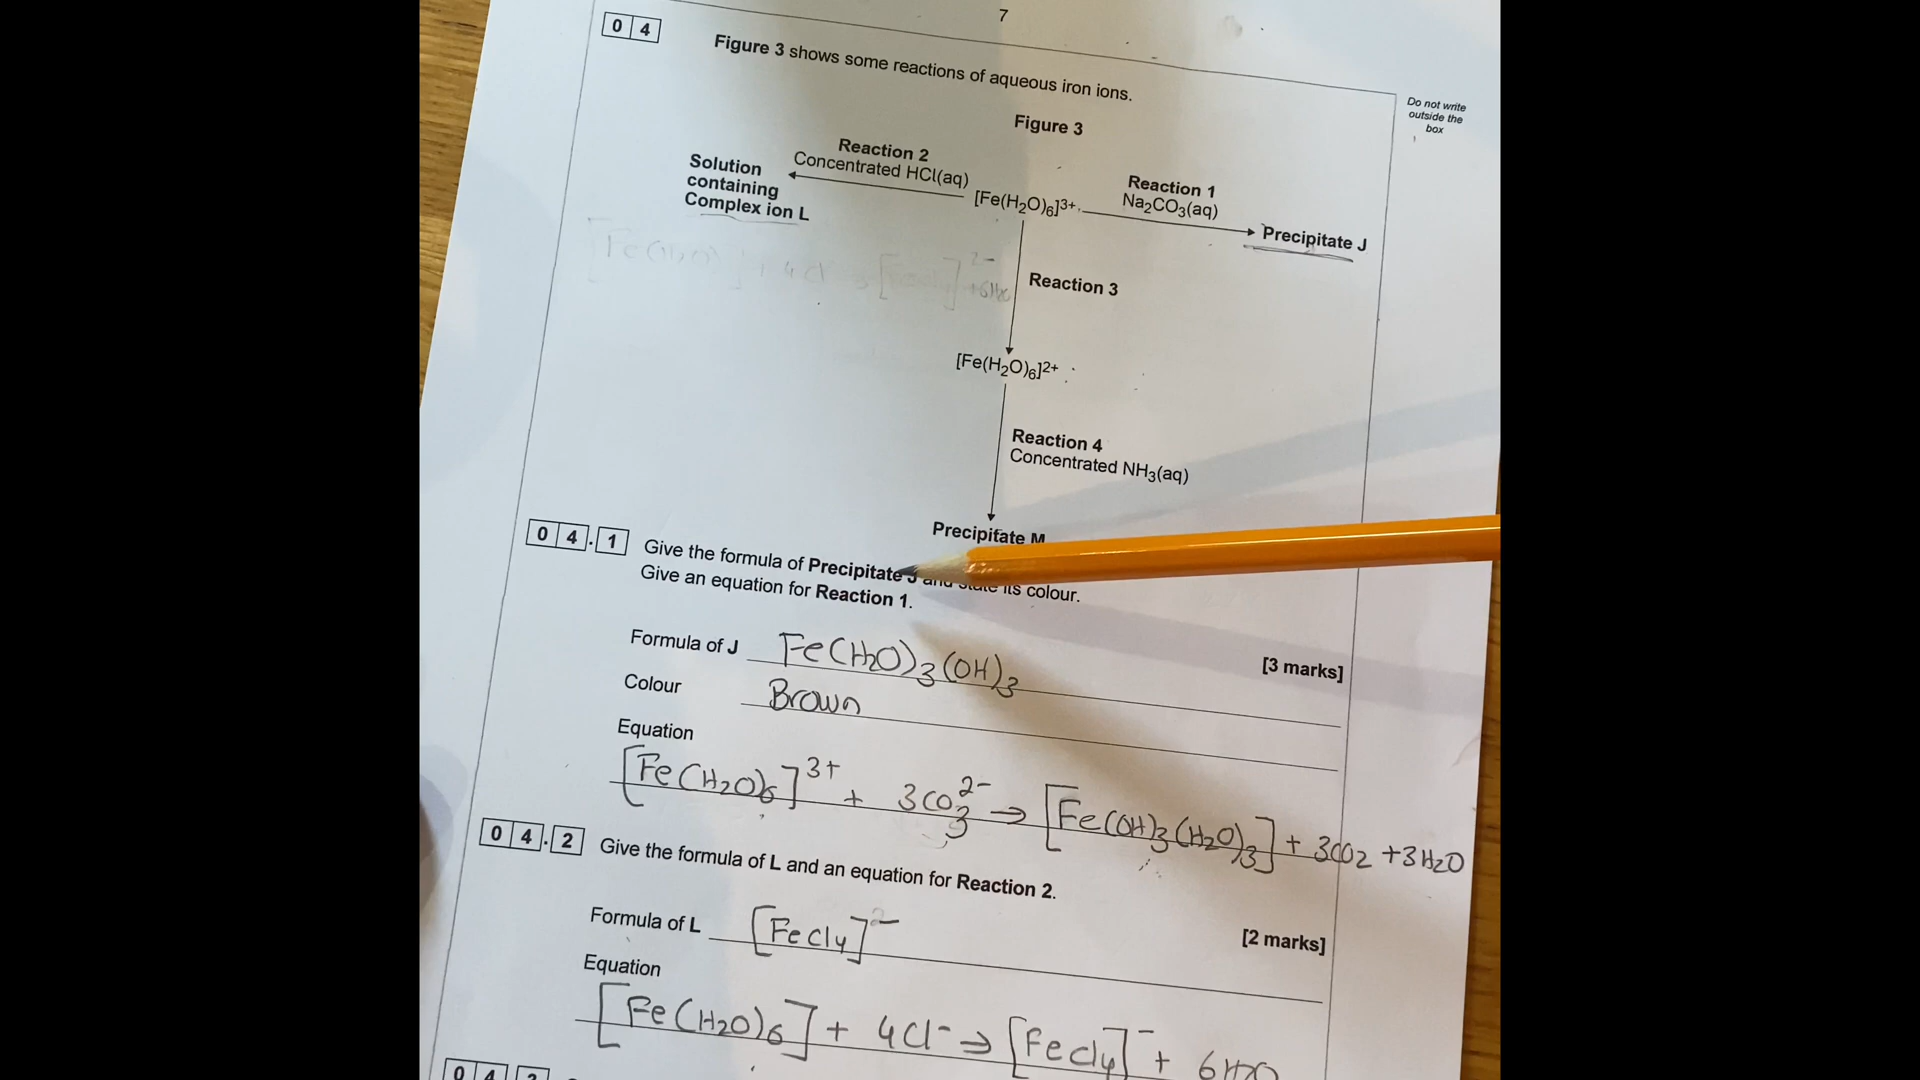 7
0 4
Figure 3 shows some reactions of aqueous iron ions.
Do not write
outside the
box
Figure 3
Reaction 2
Concentrated HCl(aq)
Solution
containing
Complex ion L
[Fe(H₂O)₆]³⁺
Reaction 1
Na₂CO₃(aq)
Precipitate J
Reaction 3
[Fe(H₂O)₆]²⁺
Reaction 4
Concentrated NH₃(aq)
Precipitate M
0 4 . 1 Give the formula of Precipitate J and state its colour.
Give an equation for Reaction 1.
[3 marks]
Formula of J Fe(H₂O)₃(OH)₃
Colour Brown
Equation
[Fe(H₂O)₆]³⁺ + 3CO₃²⁻ → [Fe(OH)₃(H₂O)₃] + 3CO₂ + 3H₂O
0 4 . 2 Give the formula of L and an equation for Reaction 2.
[2 marks]
Formula of L [FeCl₄]⁻
Equation
[Fe(H₂O)₆] + 4Cl⁻ → [FeCl₄]⁻ + 6H₂O
0 4